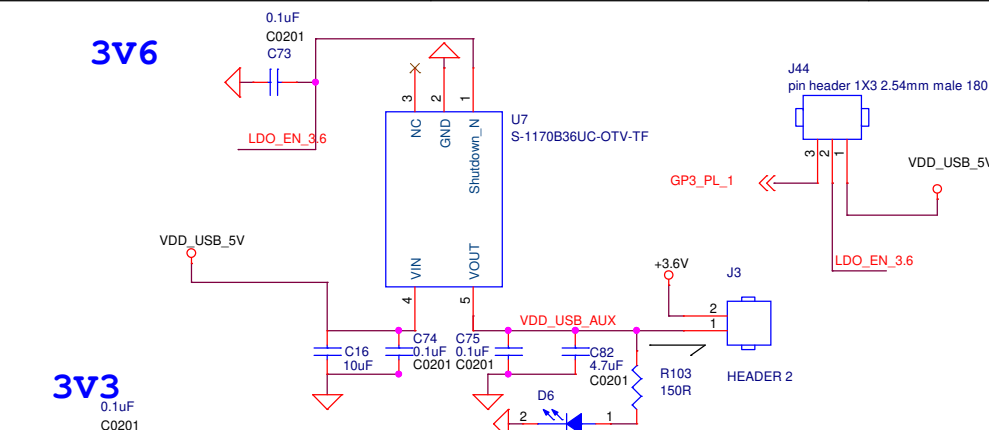 0.1uF
C0201
C73
3V6
LDO_EN_3.6
3
2
1
NC
GND
Shutdown_N
U7
S-1170B36UC-OTV-TF
VIN
VOUT
4
5
J44
pin header 1X3 2.54mm male 180
3
2
1
GP3_PL_1
VDD_USB_5V
LDO_EN_3.6
VDD_USB_5V
+3.6V
J3
2
1
VDD_USB_AUX
C16
10uF
C74
0.1uF
C0201
C75
0.1uF
C0201
C82
4.7uF
C0201
R103
150R
HEADER 2
D6
2
1
3V3
0.1uF
C0201